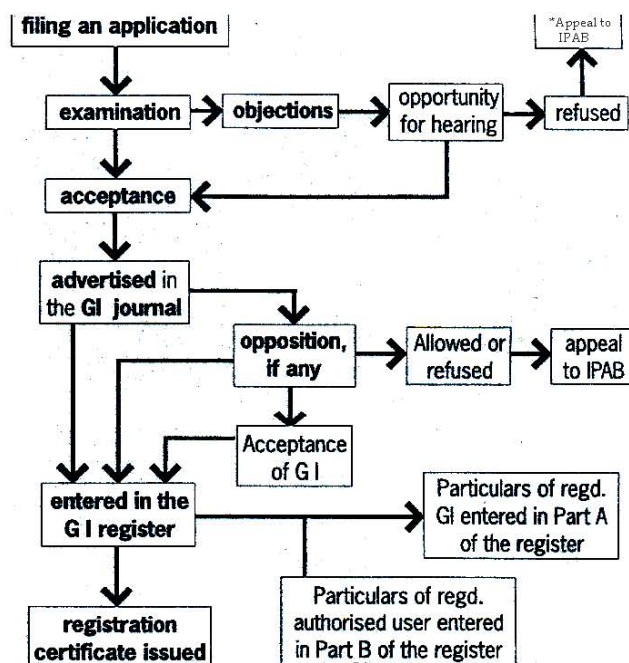 filing an application
*Appeal to
IPAB
examination
objections
opportunity
for hearing
refused
acceptance
advertised in
the GI journal
opposition,
if any
Allowed or
refused
appeal
to IPAB
Acceptance
of G I
entered in the
G I register
Particulars of regd.
GI entered in Part A
of the register
registration
certificate issued
Particulars of regd.
authorised user entered
in Part B of the register